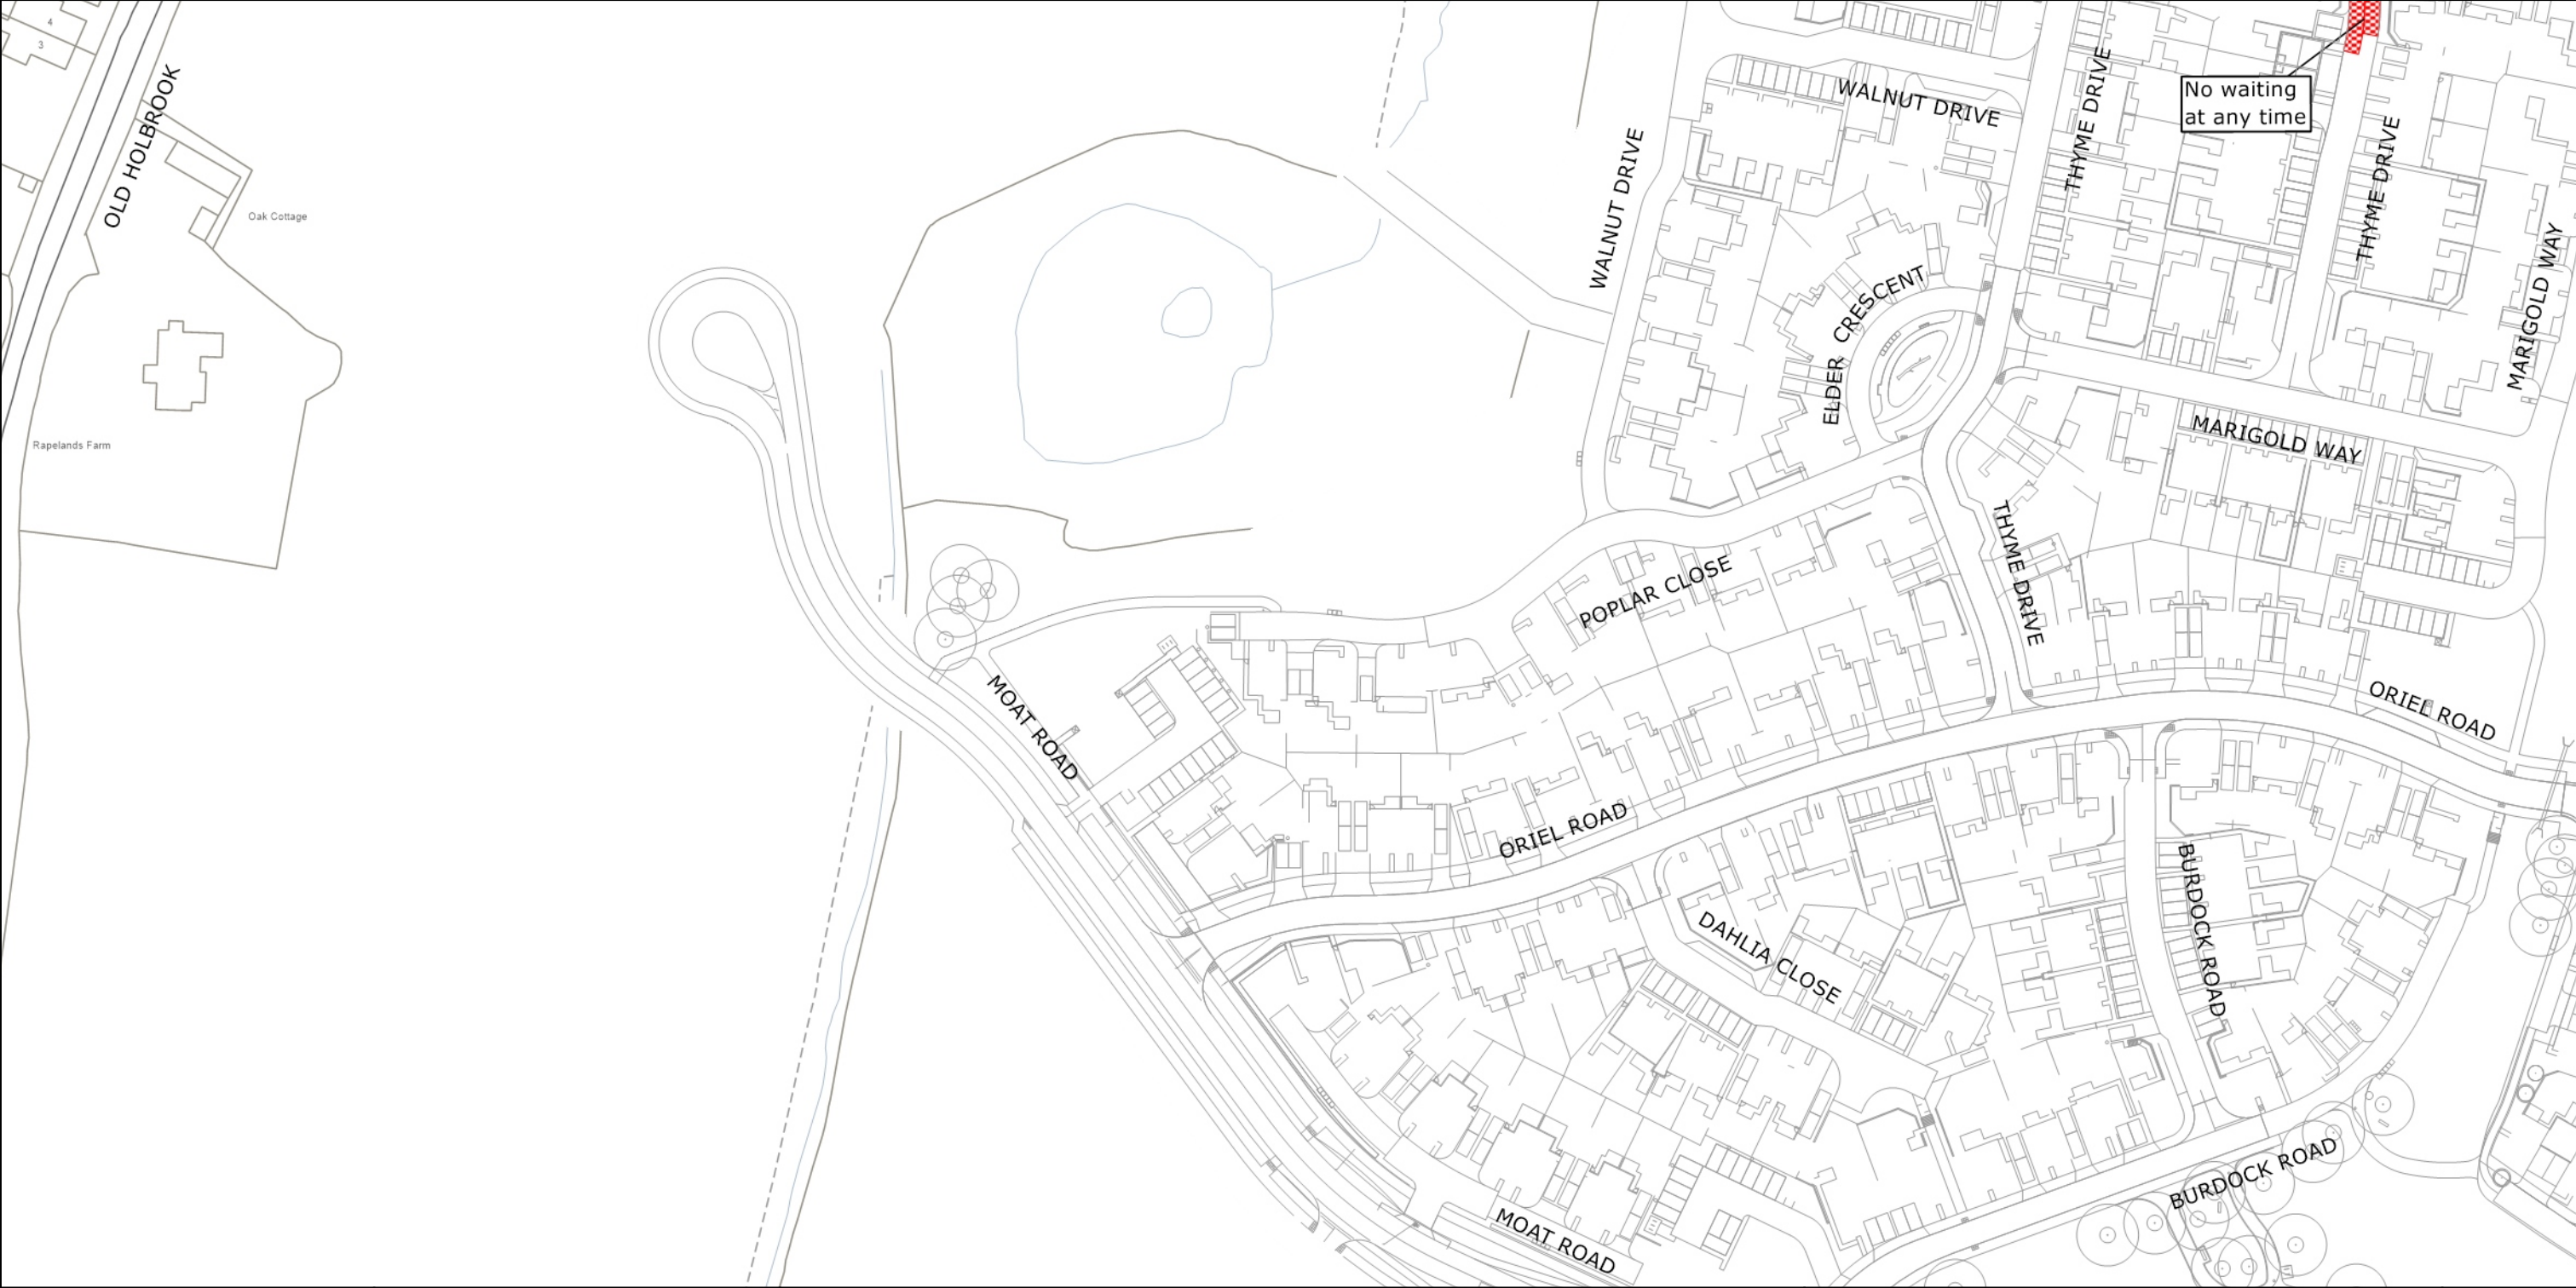 4
3
OLD HOLBROOK
Oak Cottage
Rapelands Farm
WALNUT DRIVE
WALNUT DRIVE
THYME DRIVE
No waiting
at any time
THYME DRIVE
MARIGOLD WAY
ELDER CRESCENT
MARIGOLD WAY
THYME DRIVE
POPLAR CLOSE
MOAT ROAD
ORIEL ROAD
ORIEL ROAD
DAHLIA CLOSE
BURDOCK ROAD
BURDOCK ROAD
MOAT ROAD